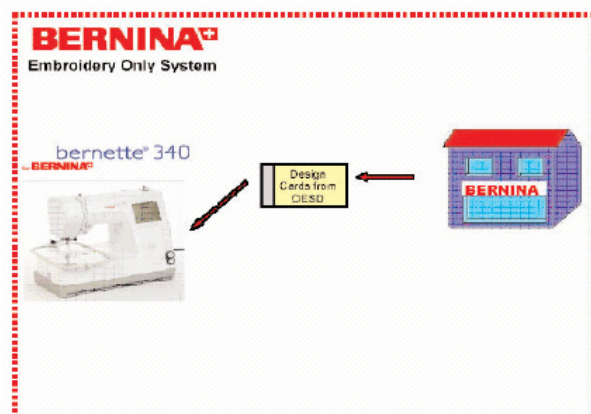 BERNINA+
Embroidery Only System
bernette® 340
BERNINA+
Design
Cards from
OESD
BERNINA